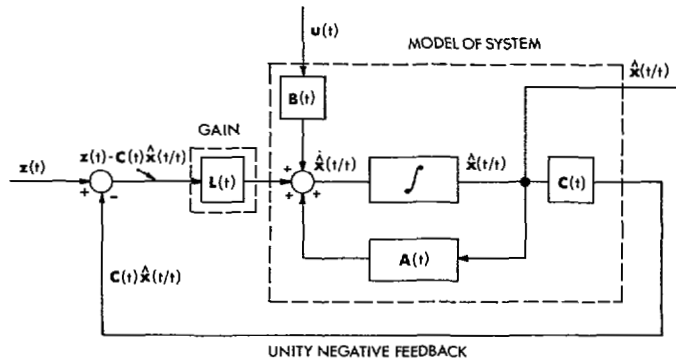 u(t)
MODEL OF SYSTEM
x̂(t/t)
B(t)
GAIN
z(t)-C(t)x̂(t/t)
z(t)
+
-
L(t)
+
+
+
x̂̇(t/t)
∫
x̂(t/t)
C(t)
A(t)
C(t)x̂(t/t)
UNITY NEGATIVE FEEDBACK